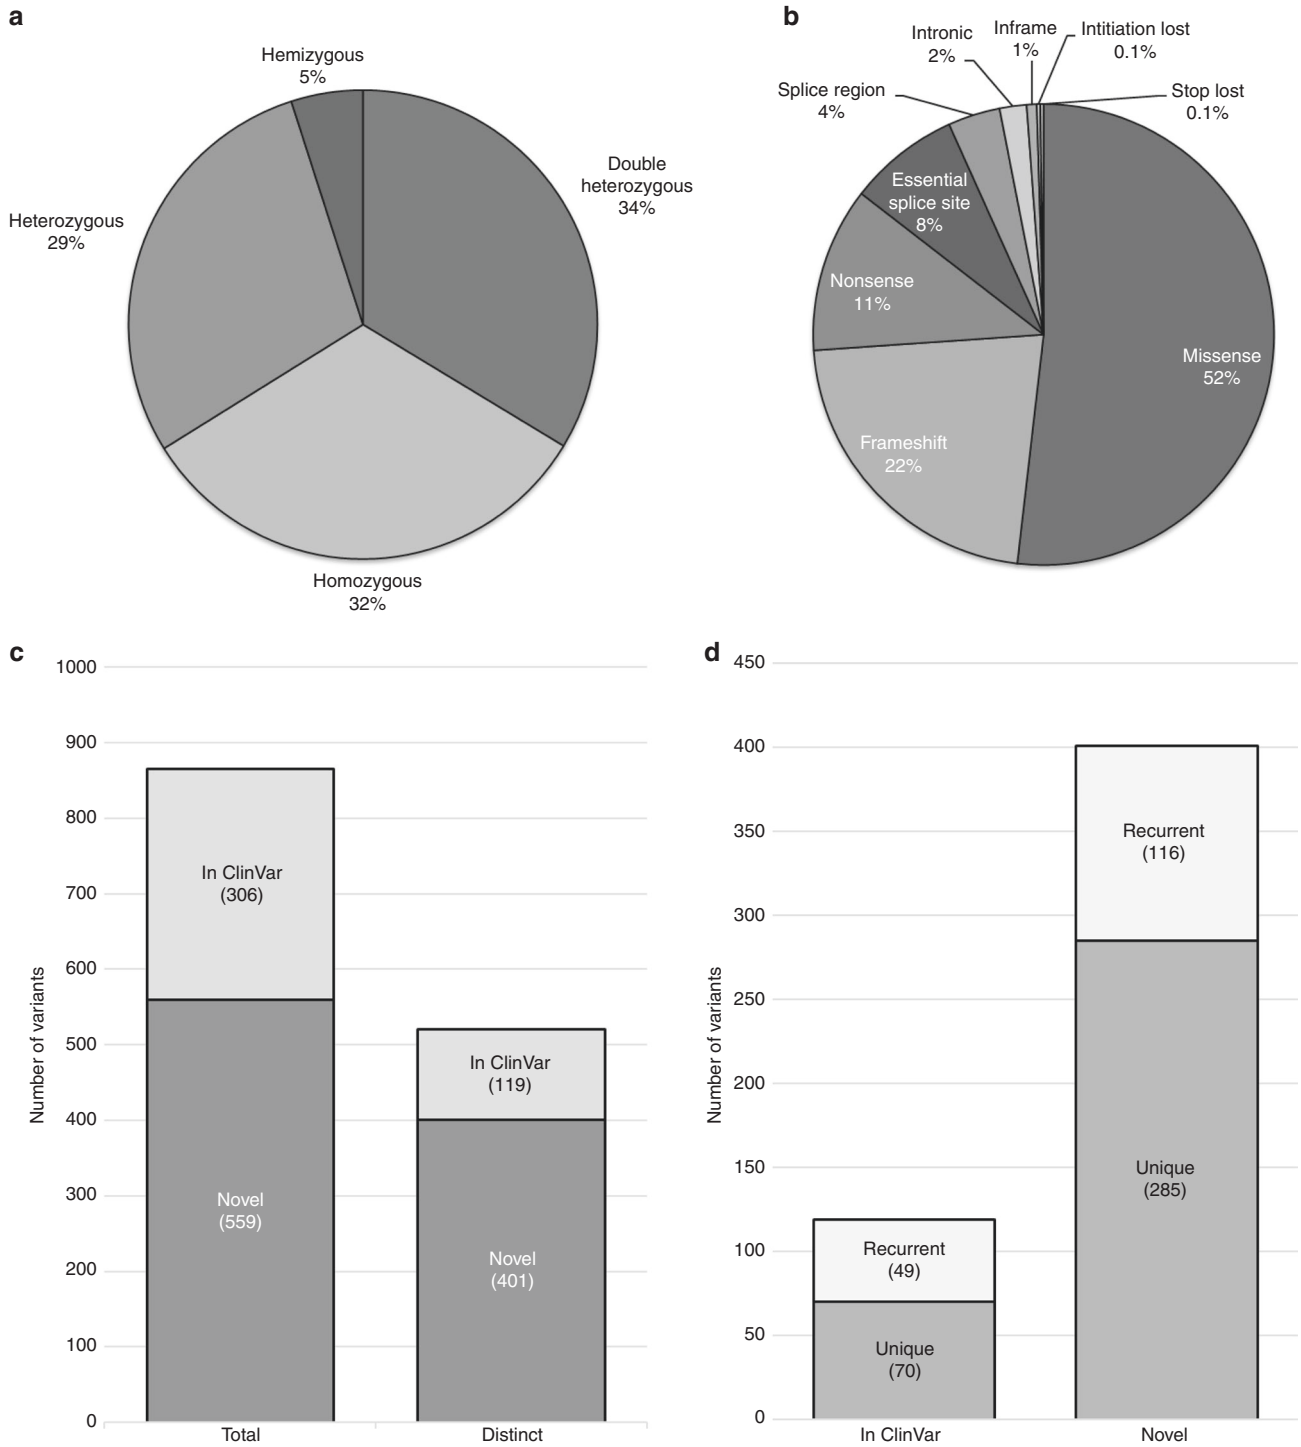 a
Hemizygous
5%
Double
heterozygous
34%
Heterozygous
29%
Homozygous
32%
b
Intronic
2%
Inframe
1%
Intitiation lost
0.1%
Splice region
4%
Stop lost
0.1%
Essential
splice site
8%
Nonsense
11%
Missense
52%
Frameshift
22%
c
Number of variants
1000
900
800
700
600
500
400
300
200
100
0
In ClinVar
(306)
Novel
(559)
In ClinVar
(119)
Novel
(401)
Total
Distinct
d
Number of variants
450
400
350
300
250
200
150
100
50
0
Recurrent
(49)
Unique
(70)
Recurrent
(116)
Unique
(285)
In ClinVar
Novel